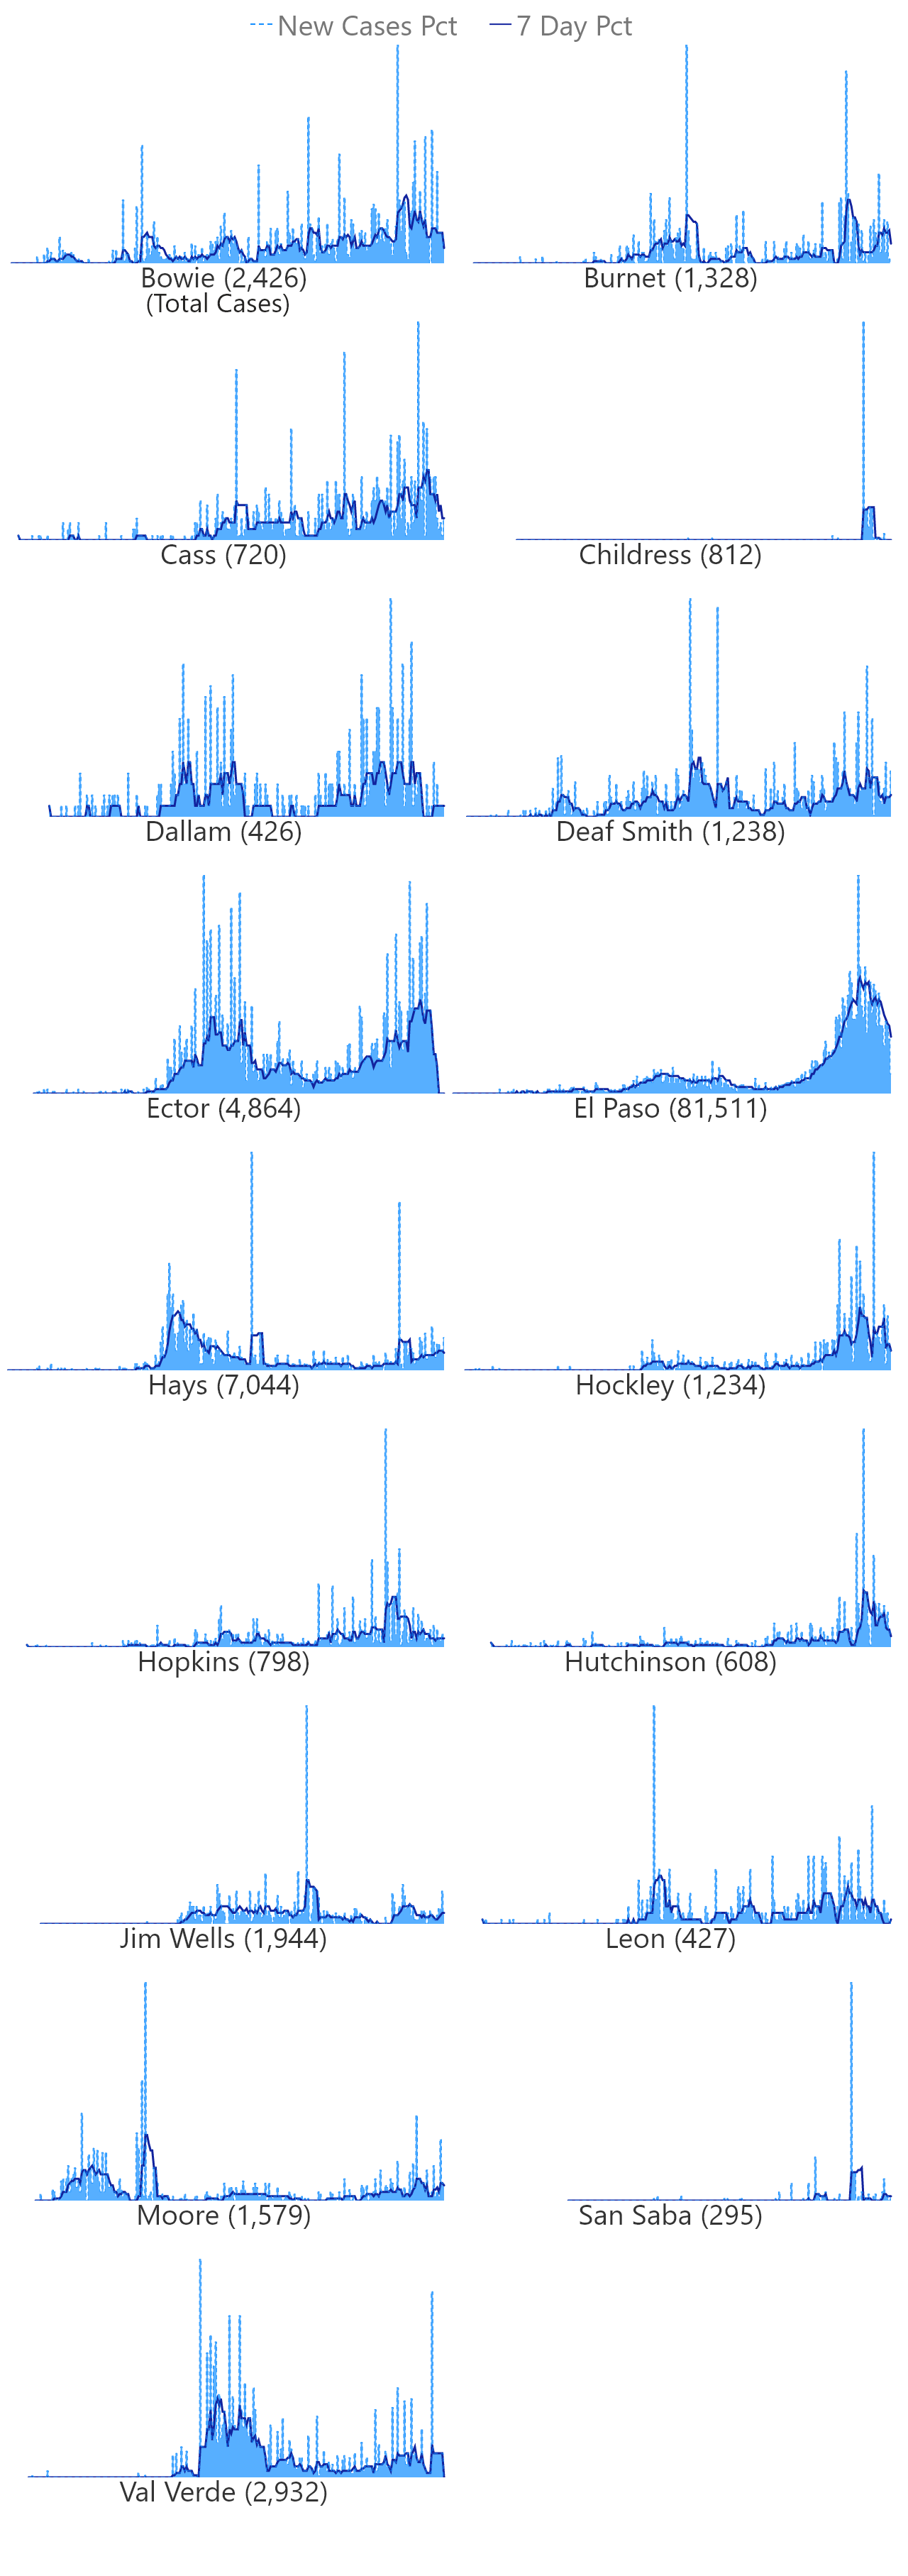 New Cases Pct 7 Day Pct
Bowie (2,426) Burnet (1,328)
(Total Cases)
Cass (720) Childress (812)
Dallam (426) Deaf Smith (1,238)
Ector (4,864) El Paso (81,511)
Hays (7,044) Hockley (1,234)
Hopkins (798) Hutchinson (608)
Jim Wells (1,944) Leon (427)
Moore (1,579) San Saba (295)
Val Verde (2,932)